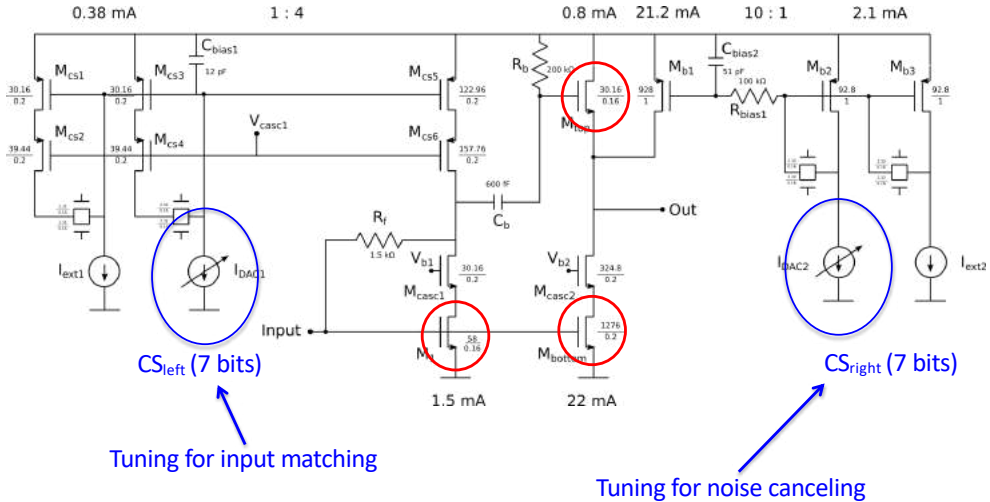 0.38 mA
1 : 4
0.8 mA
21.2 mA
10 : 1
2.1 mA
Cbias1
12 pF
Mcs1
30.16
0.2
Mcs3
30.16
0.2
Mcs5
122.96
0.2
Rb
200 kΩ
30.16
0.16
Mtop
Mb1
928
1
Cbias2
51 pF
100 kΩ
Rbias1
Mb2
92.8
1
Mb3
92.8
1
Mcs2
39.44
0.2
Mcs4
39.44
0.2
Vcasc1
Mcs6
157.76
0.2
600 fF
Cb
Rf
1.5 kΩ
Out
Iext1
IDAC1
Vb1
30.16
0.2
Mcasc1
Vb2
324.8
0.2
Mcasc2
IDAC2
Iext2
Input
58
0.16
1276
0.2
Mbottom
CSleft (7 bits)
CSright (7 bits)
1.5 mA
22 mA
Tuning for input matching
Tuning for noise canceling